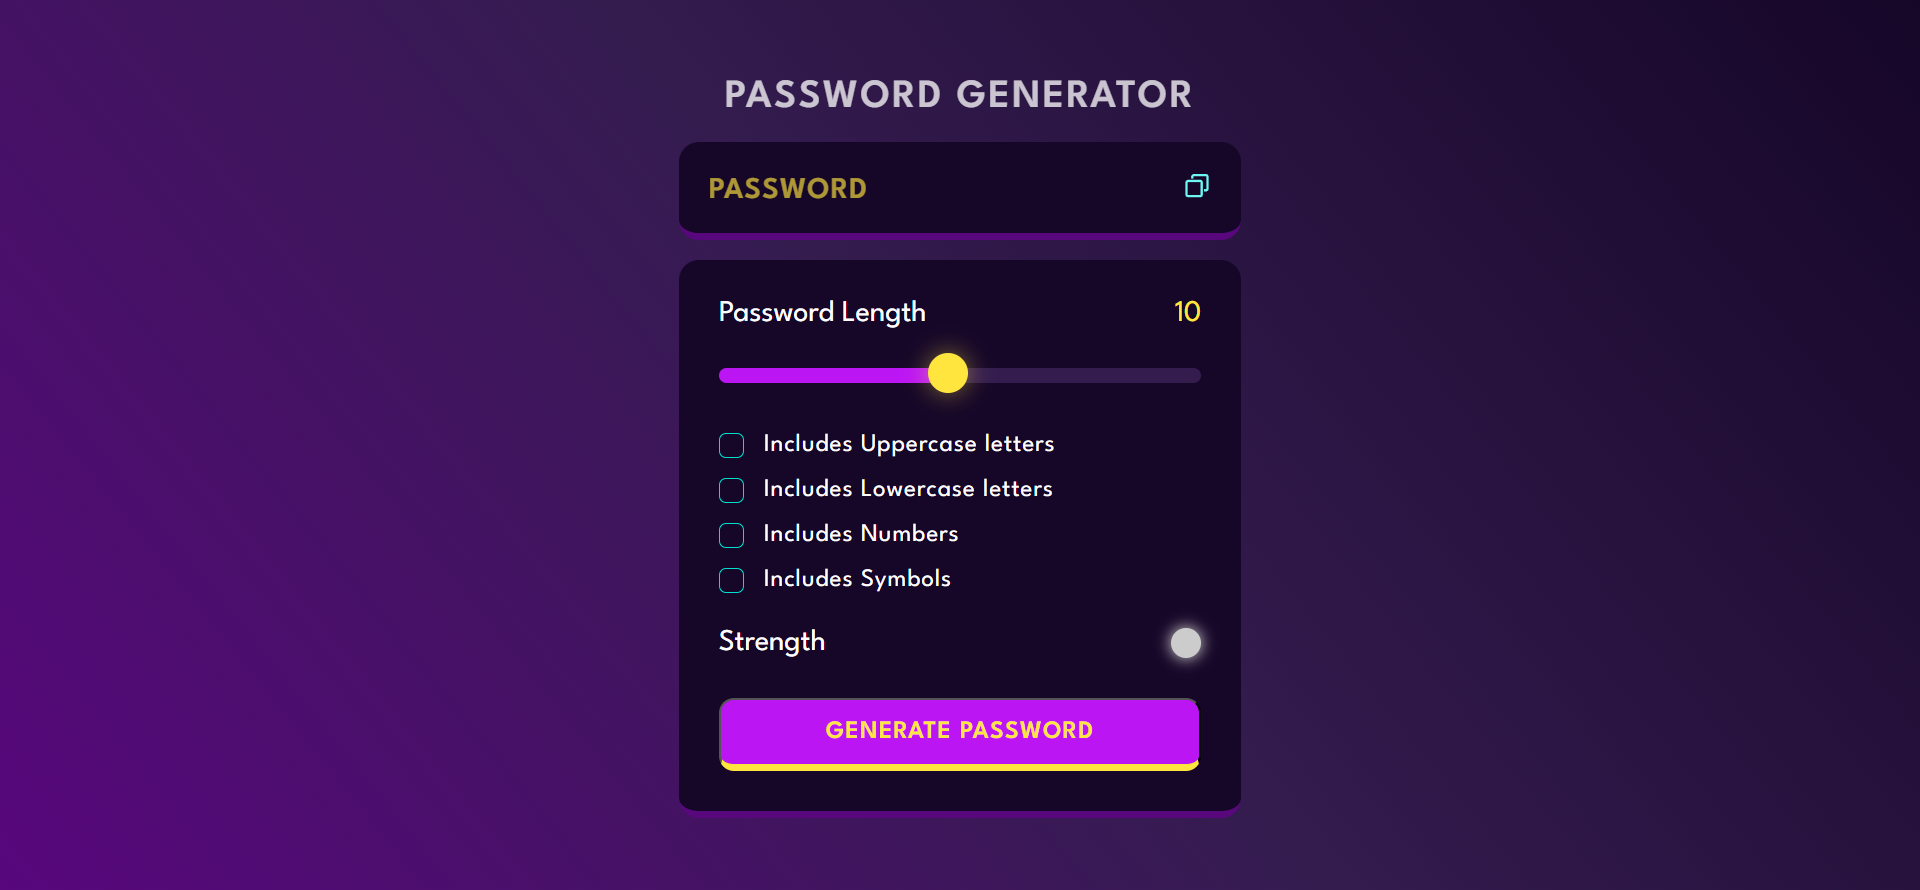 PASSWORD GENERATOR
PASSWORD
Password Length 10
Includes Uppercase letters
Includes Lowercase letters
Includes Numbers
Includes Symbols
Strength
GENERATE PASSWORD